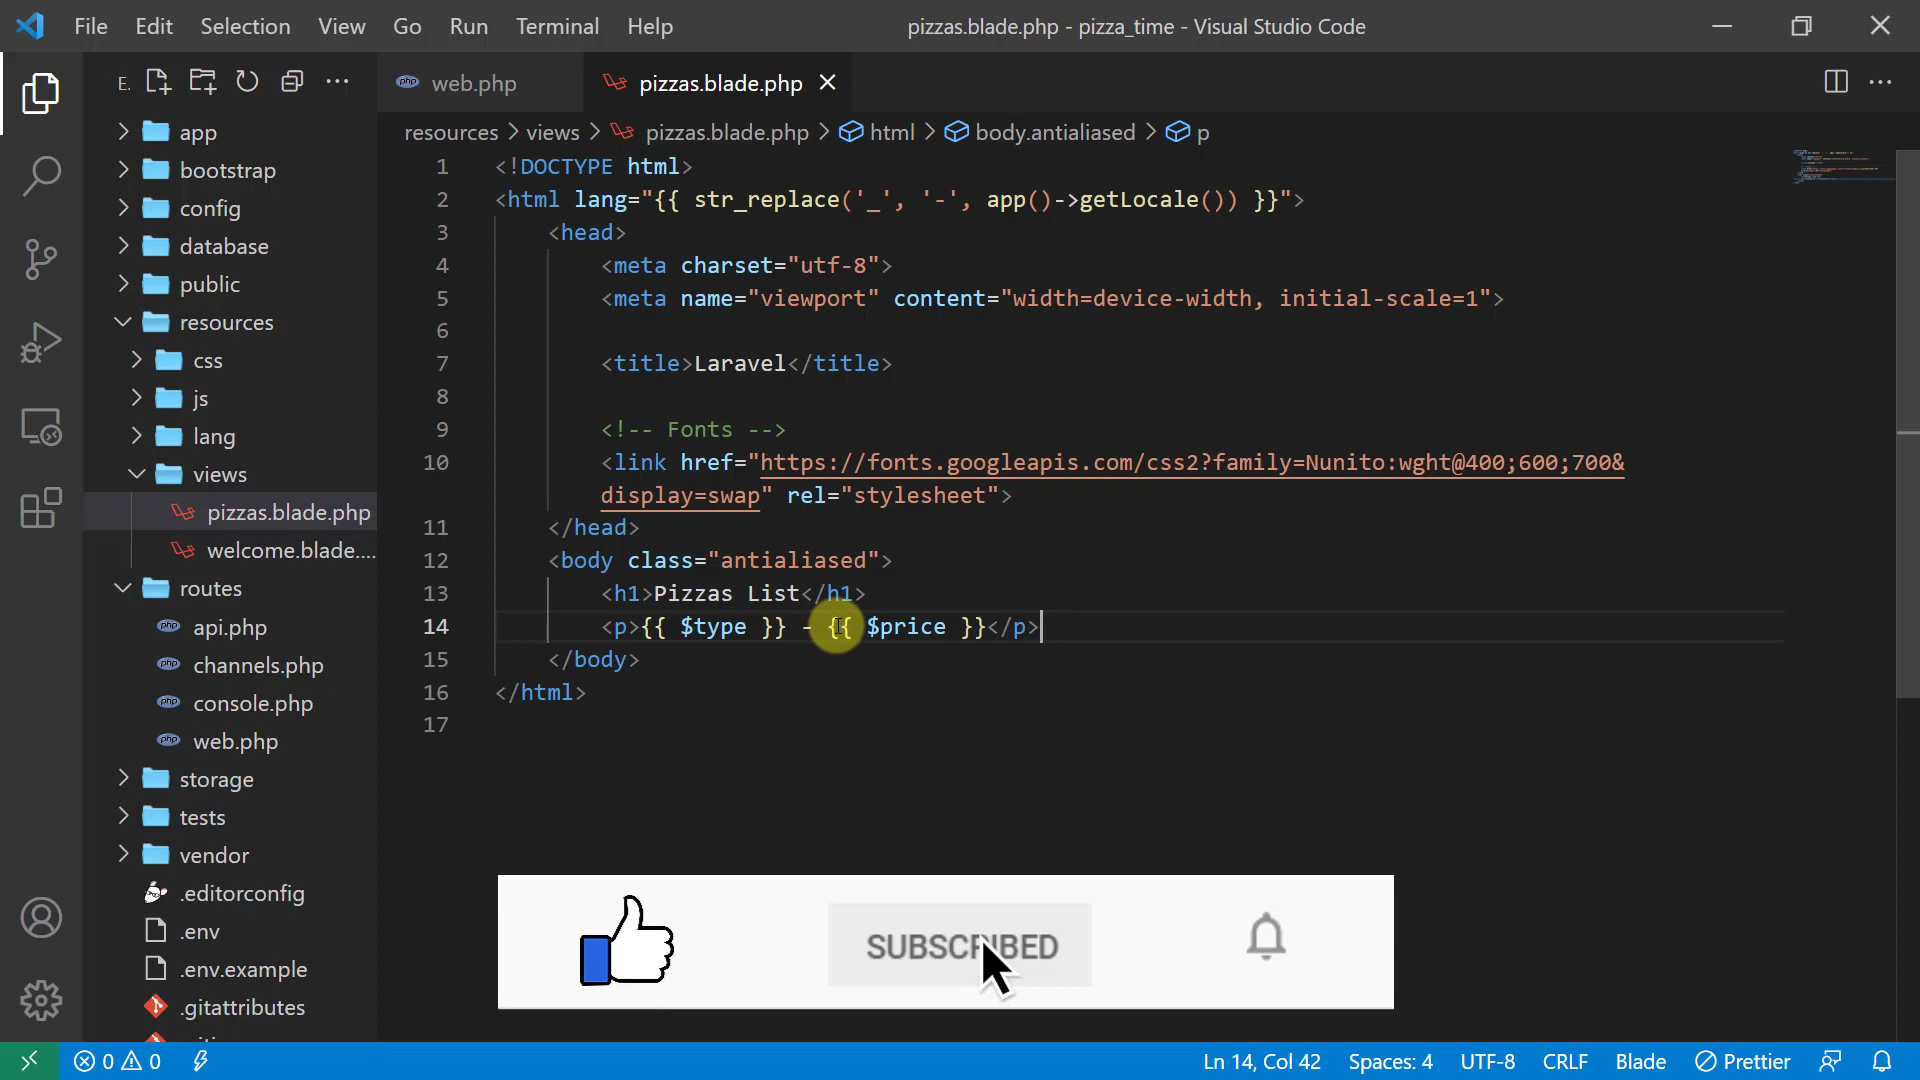 File Edit Selection View Go Run Terminal Help
pizzas.blade.php - pizza_time - Visual Studio Code
E.
web.php
pizzas.blade.php
resources > views > pizzas.blade.php > html > body.antialiased > p
app
bootstrap
config
database
public
resources
css
js
lang
views
pizzas.blade.php
welcome.blade....
routes
api.php
channels.php
console.php
web.php
storage
tests
vendor
.editorconfig
.env
.env.example
.gitattributes
1 <!DOCTYPE html>
2 <html lang="{{ str_replace('_', '-', app()->getLocale()) }}">
3 <head>
4 <meta charset="utf-8">
5 <meta name="viewport" content="width=device-width, initial-scale=1">
6
7 <title>Laravel</title>
8
9 <!-- Fonts -->
10 <link href="https://fonts.googleapis.com/css2?family=Nunito:wght@400;600;700&
display=swap" rel="stylesheet">
11 </head>
12 <body class="antialiased">
13 <h1>Pizzas List</h1>
14 <p>{{ $type }} - {{ $price }}</p>
15 </body>
16 </html>
17
SUBSCRIBED
0 0
Ln 14, Col 42 Spaces: 4 UTF-8 CRLF Blade Prettier